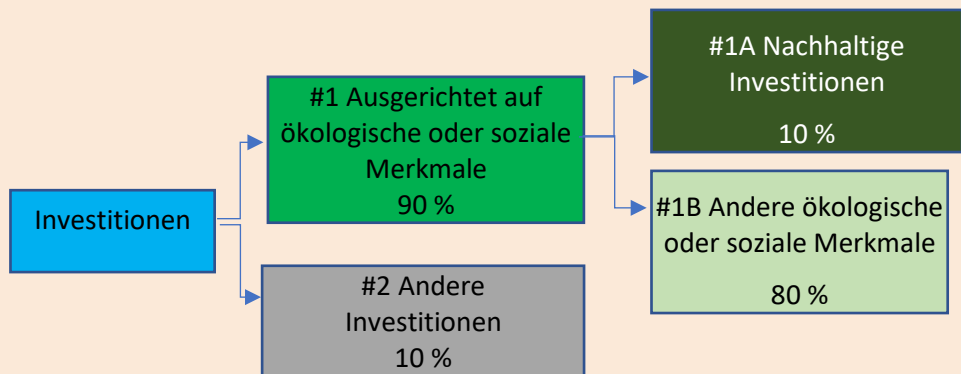 Investitionen
#1 Ausgerichtet auf
ökologische oder soziale
Merkmale
90 %
#2 Andere
Investitionen
10 %
#1A Nachhaltige
Investitionen
10 %
#1B Andere ökologische
oder soziale Merkmale
80 %